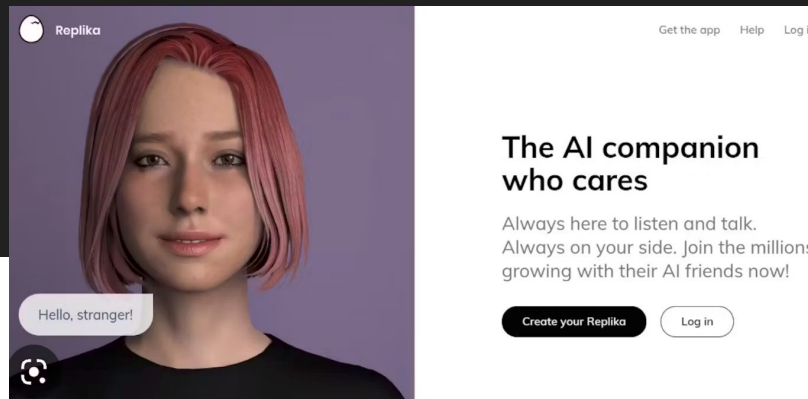 Replika
Get the app Help Log i
The AI companion
who cares
Always here to listen and talk.
Always on your side. Join the millions
growing with their AI friends now!
Hello, stranger!
Create your Replika Log in